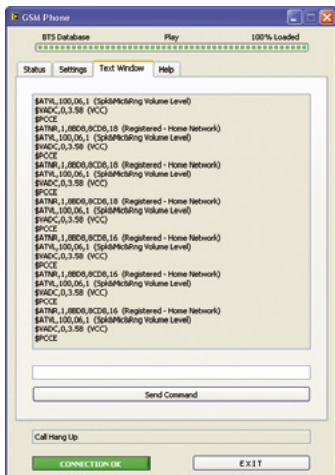 GSM Phone
BTS Database Play 100% Loaded
Status Settings Text Window Help
$ATVL,100,06,1 (Spk&Mic&Rng Volume Level)
$VADC,0,3.58 (VCC)
$PCCE
$ATNR,1,8BD8,8CD8,18 (Registered - Home Network)
$ATVL,100,06,1 (Spk&Mic&Rng Volume Level)
$VADC,0,3.58 (VCC)
$PCCE
$ATNR,1,8BD8,8CD8,18 (Registered - Home Network)
$ATVL,100,06,1 (Spk&Mic&Rng Volume Level)
$VADC,0,3.58 (VCC)
$PCCE
$ATNR,1,8BD8,8CD8,18 (Registered - Home Network)
$ATVL,100,06,1 (Spk&Mic&Rng Volume Level)
$VADC,0,3.58 (VCC)
$PCCE
$ATNR,1,8BD8,8CD8,16 (Registered - Home Network)
$ATVL,100,06,1 (Spk&Mic&Rng Volume Level)
$VADC,0,3.58 (VCC)
$PCCE
$ATNR,1,8BD8,8CD8,16 (Registered - Home Network)
$ATVL,100,06,1 (Spk&Mic&Rng Volume Level)
$VADC,0,3.58 (VCC)
$PCCE
$ATNR,1,8BD8,8CD8,16 (Registered - Home Network)
$ATVL,100,06,1 (Spk&Mic&Rng Volume Level)
$VADC,0,3.58 (VCC)
$PCCE
Send Command
Call Hang Up
CONNECTION OK EXIT